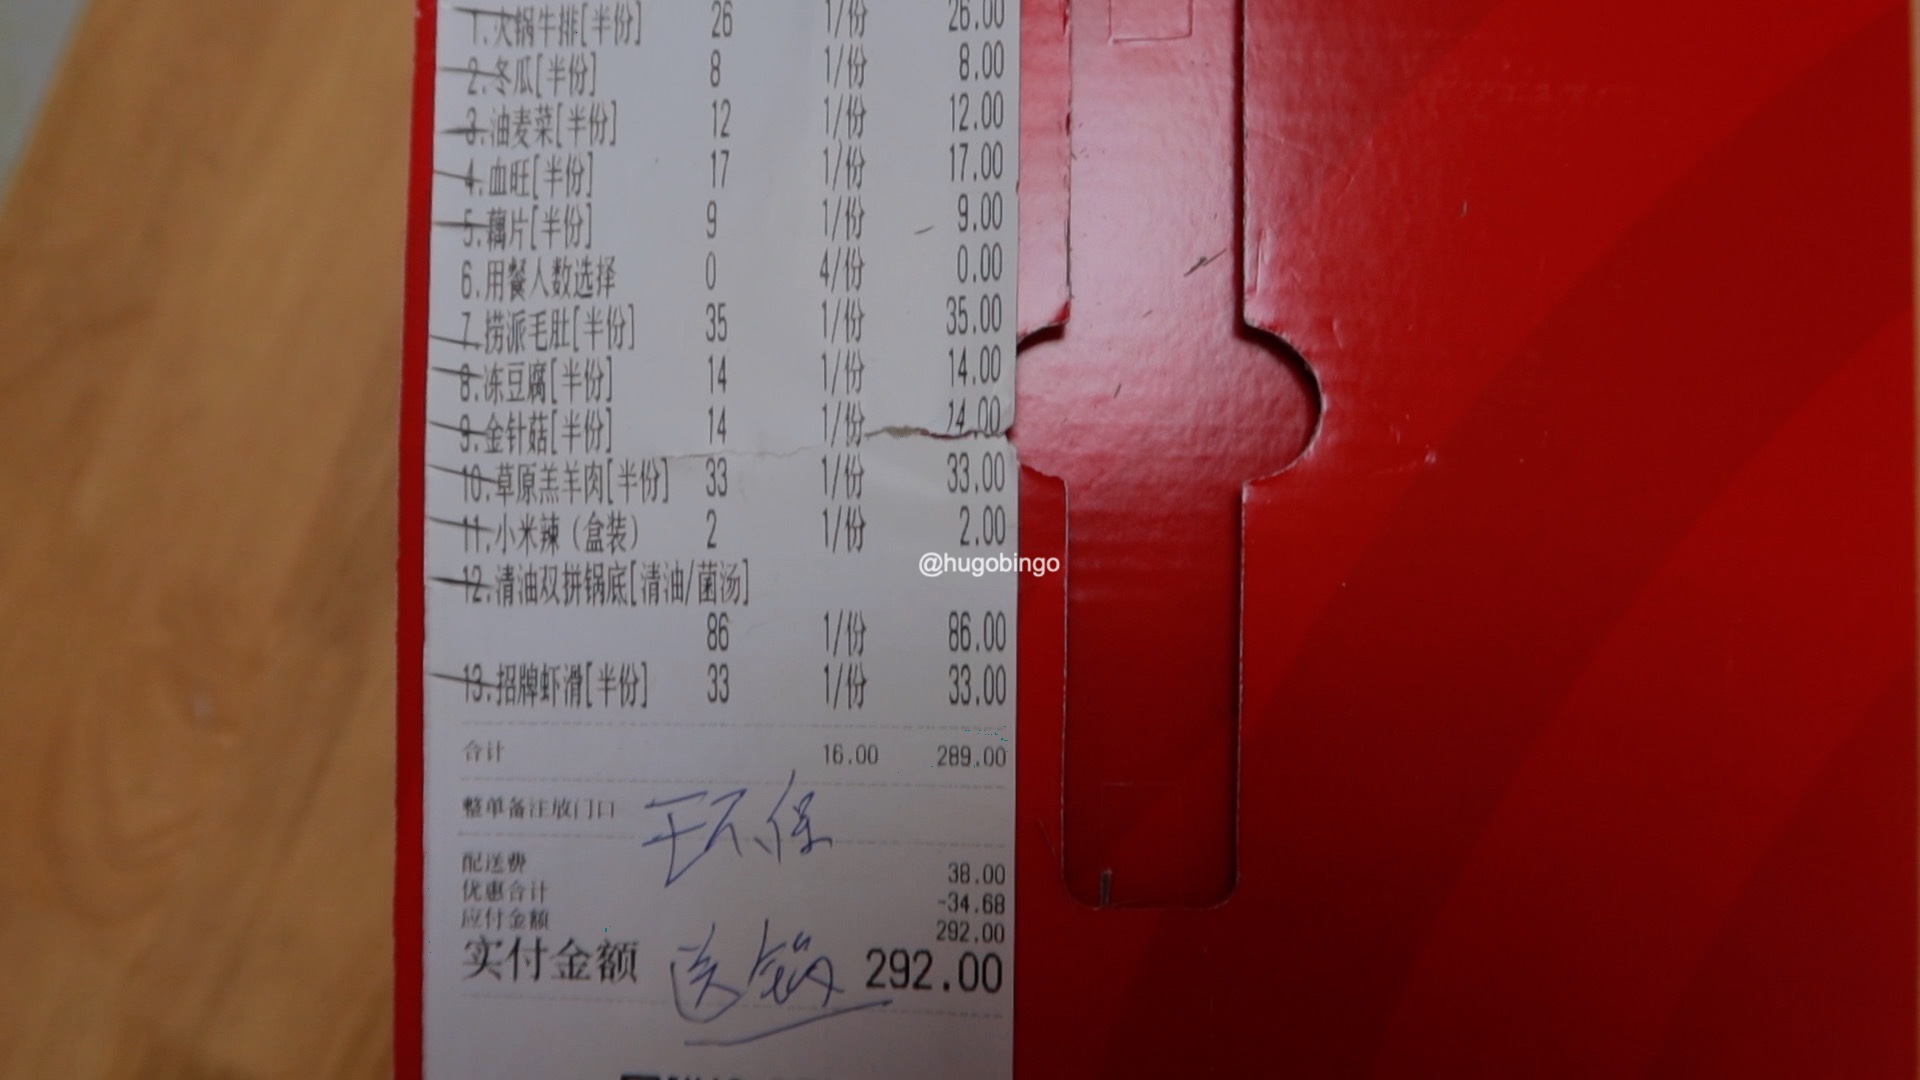 1.火锅牛排[半份] 26 1/份 26.00
2.冬瓜[半份] 8 1/份 8.00
3.油麦菜[半份] 12 1/份 12.00
4.血旺[半份] 17 1/份 17.00
5.藕片[半份] 9 1/份 9.00
6.用餐人数选择 0 4/份 0.00
7.捞派毛肚[半份] 35 1/份 35.00
8.冻豆腐[半份] 14 1/份 14.00
9.金针菇[半份] 14 1/份 14.00
10.草原羔羊肉[半份] 33 1/份 33.00
11.小米辣（盒装） 2 1/份 2.00
@hugobingo
12.清油双拼锅底[清油/菌汤]
86 1/份 86.00
13.招牌虾滑[半份] 33 1/份 33.00
合计 16.00 289.00
整单备注放门口
环保
配送费 38.00
优惠合计 -34.68
应付金额 292.00
实付金额 292.00
送锅